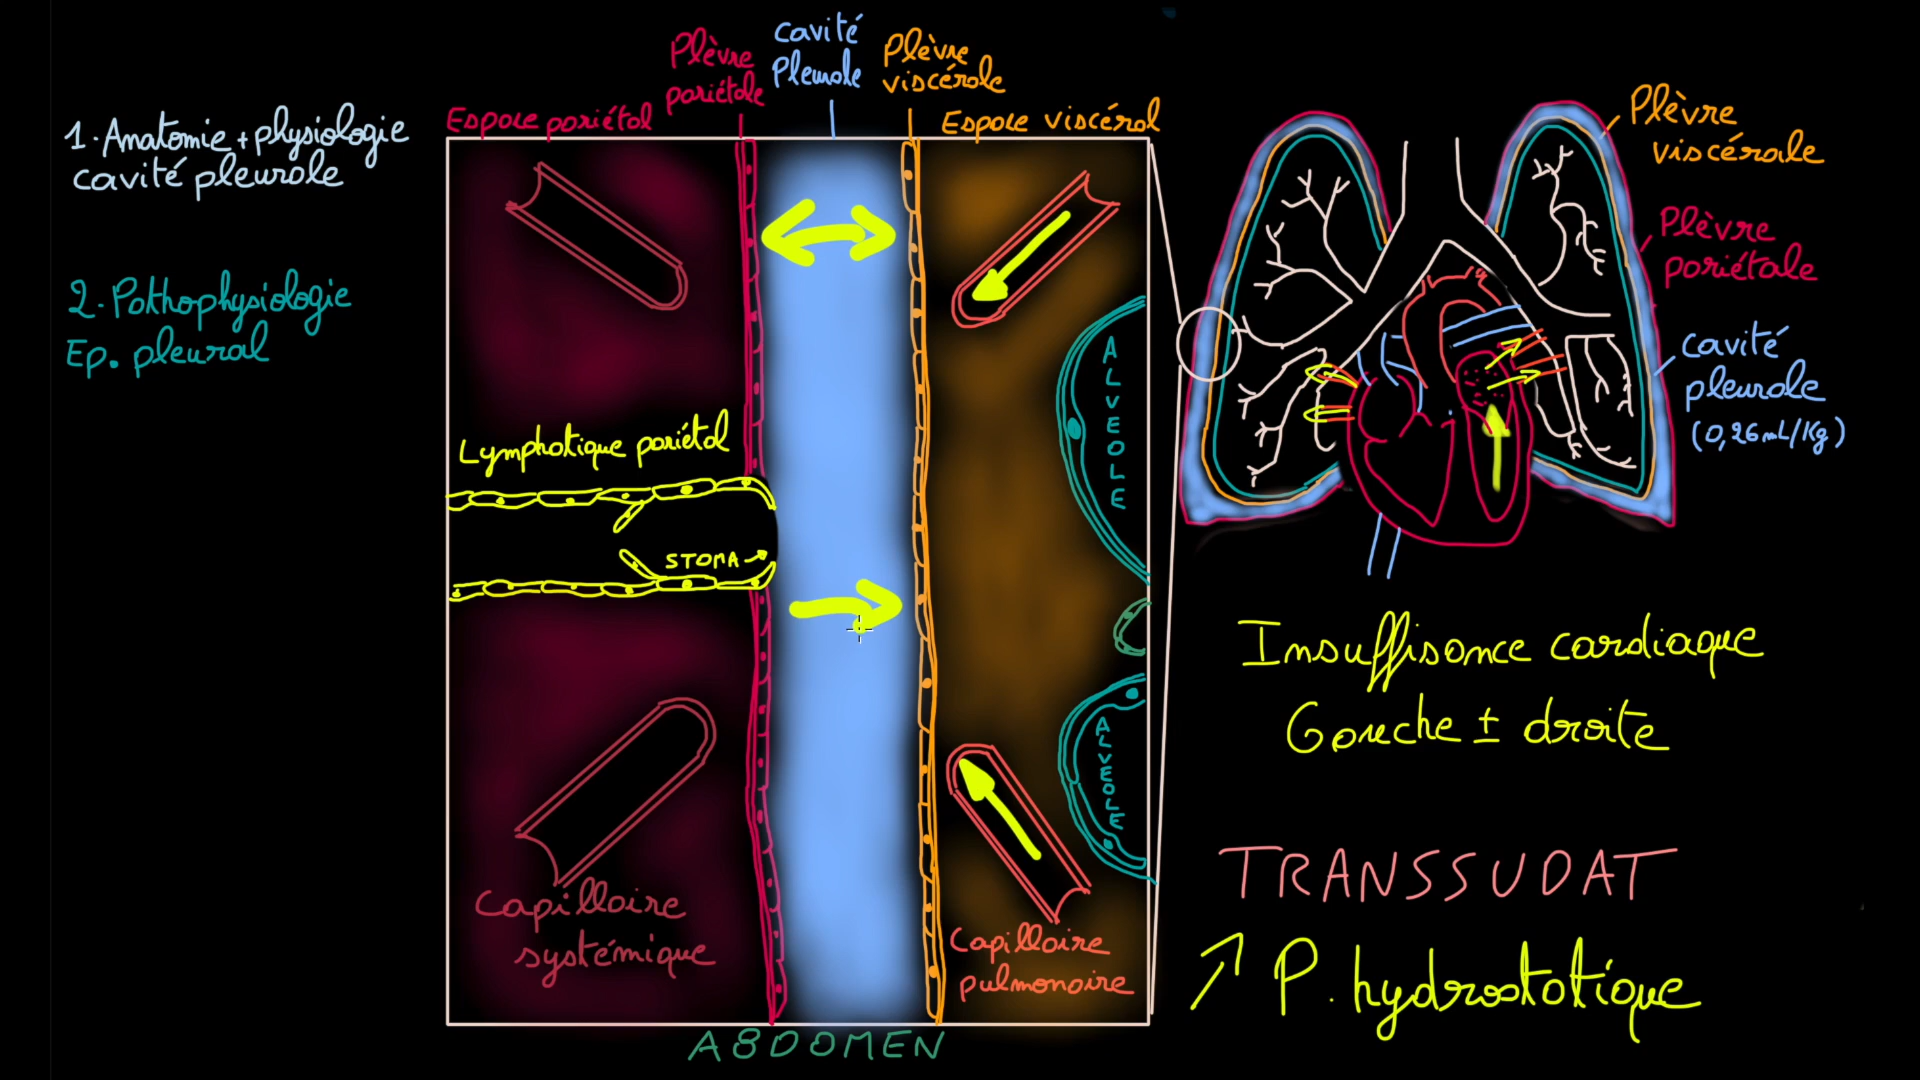 1. Anatomie + physiologie
cavité pleurale
2. Pathophysiologie
Ep. pleural
Espace pariétal
Plèvre
pariétale
cavité
Pleurale
Plèvre
viscérale
Espace viscéral
Lymphatique pariétal
STOMA
Capillaire
systémique
ALVEOLE
ALVEOLE
Capillaire
pulmonaire
ABDOMEN
Plèvre
viscérale
Plèvre
pariétale
cavité
pleurale
(0,26mL/Kg)
Insuffisance cardiaque
Gauche ± droite
TRANSSUDAT
↗ P. hydrostatique